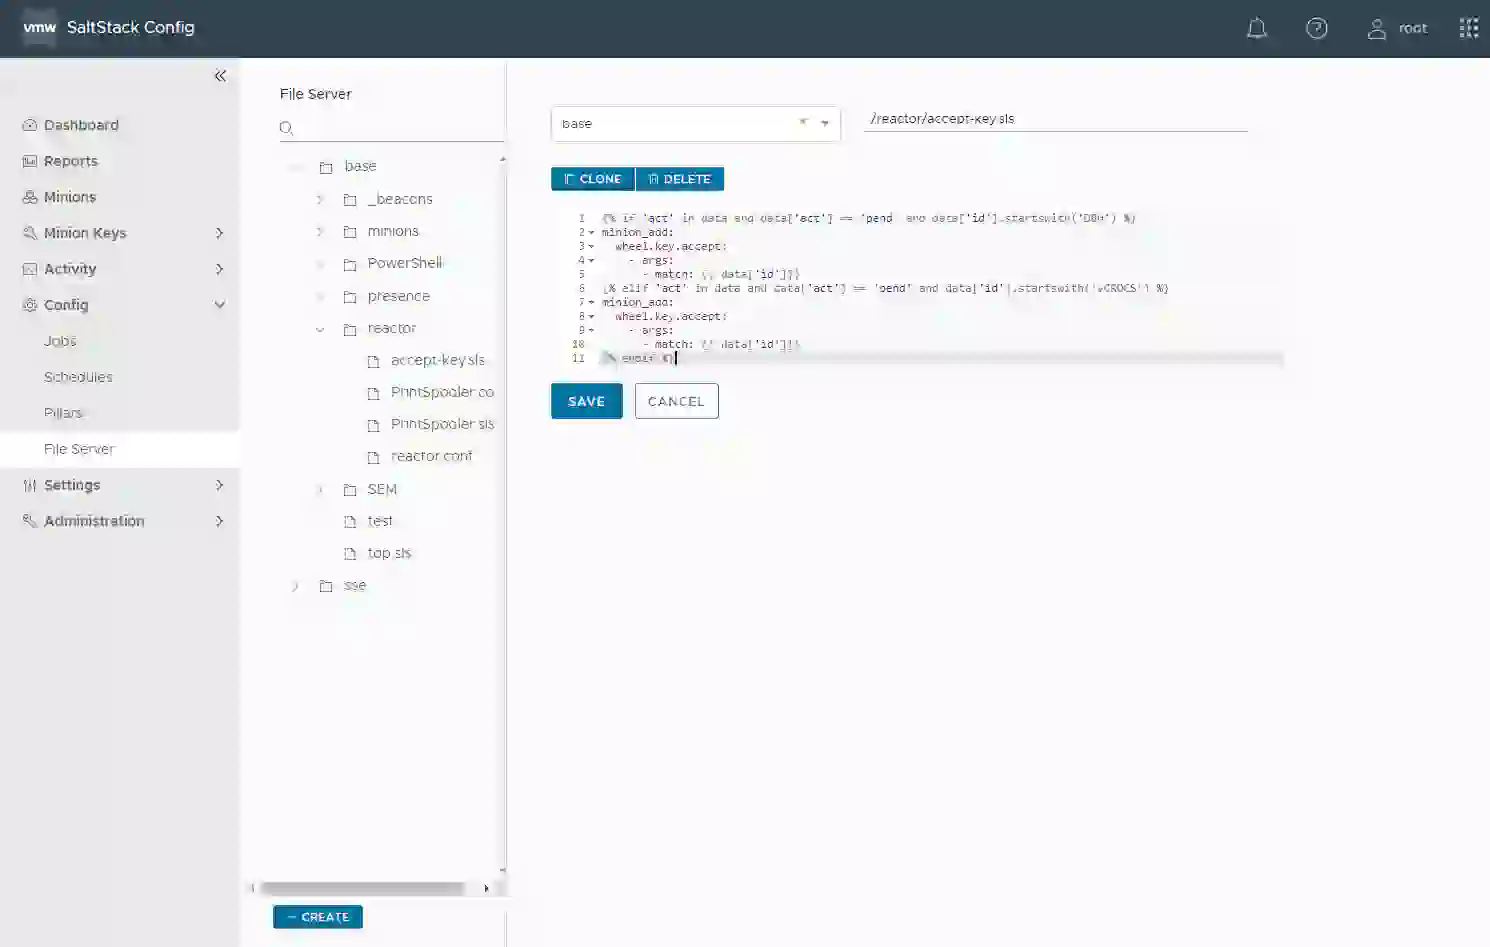 vmw SaltStack Config
root
Dashboard
Reports
Minions
Minion Keys
Activity
Config
Jobs
Schedules
Pillars
File Server
Settings
Administration
File Server
base
_beacons
minions
PowerShell
presence
reactor
accept-key.sls
PrintSpooler.co
PrintSpooler.sls
reactor.conf
SEM
test
top.sls
sse
CREATE
base
/reactor/accept-key.sls
CLONE DELETE
1 {% if 'act' in data and data['act'] == 'pend' and data['id'].startswith( ) %}
2 minion_add:
3 wheel.key.accept:
4 - args:
5 - match: {{ data['id']}}
6 {% elif 'act' in data and data['act'] == 'pend' and data['id'].startswith( ) %}
7 minion_add:
8 wheel.key.accept:
9 - args:
10 - match: {{ data['id']}}
11 {% endif %}
SAVE CANCEL